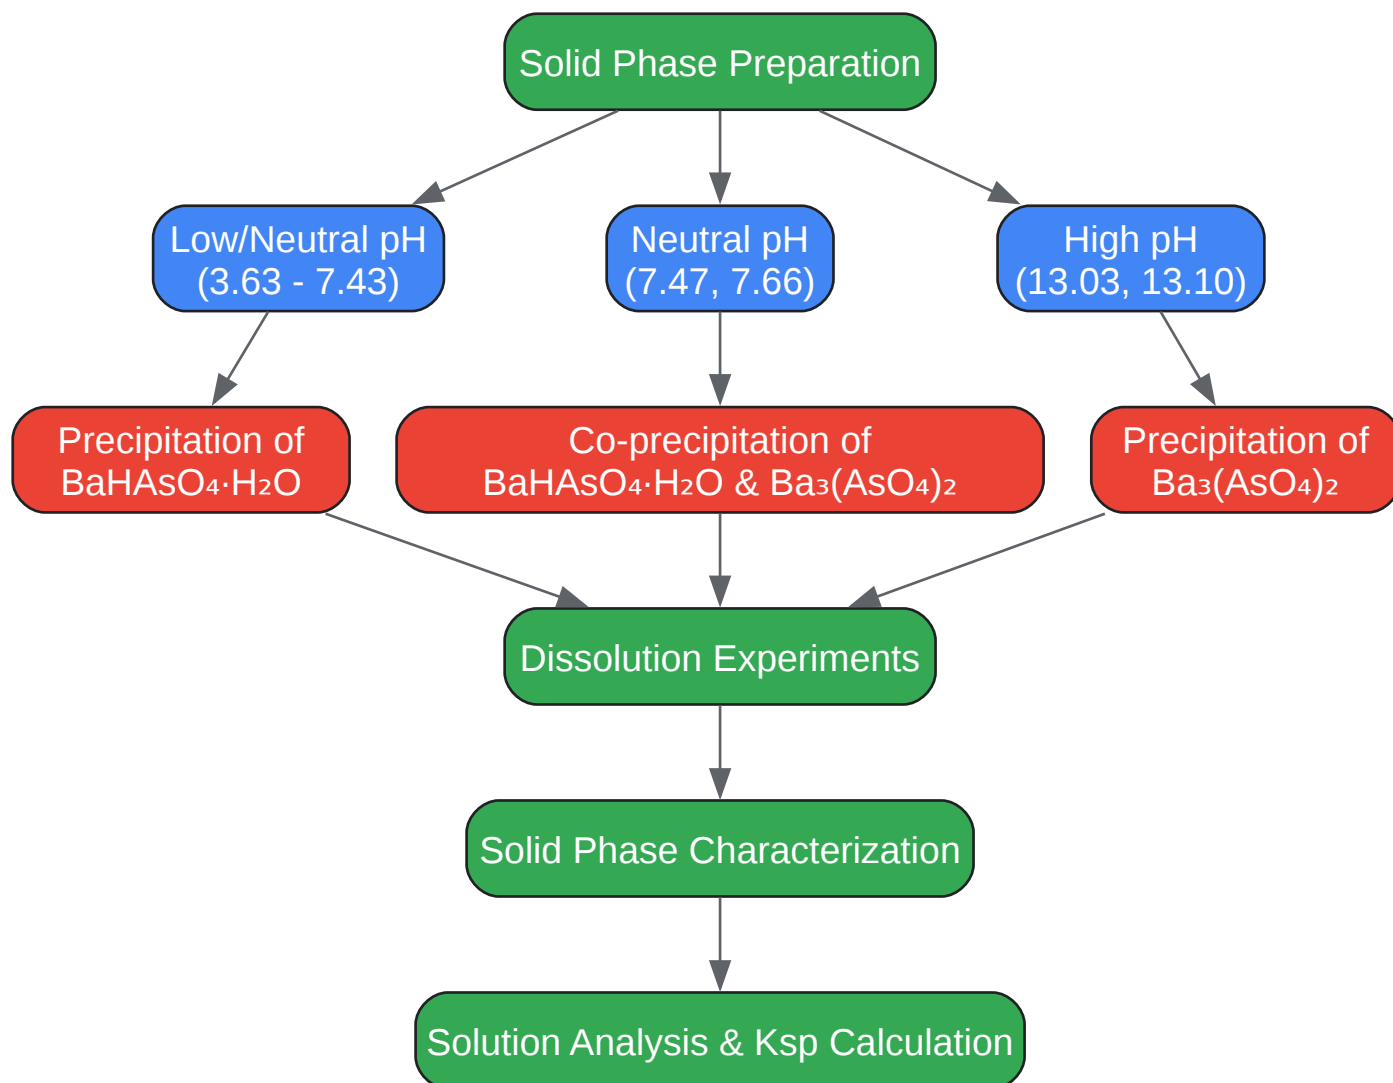 Solid Phase Preparation
Low/Neutral pH
(3.63 - 7.43)
Neutral pH
(7.47, 7.66)
High pH
(13.03, 13.10)
Precipitation of
BaHAsO₄·H₂O
Co-precipitation of
BaHAsO₄·H₂O & Ba₃(AsO₄)₂
Precipitation of
Ba₃(AsO₄)₂
Dissolution Experiments
Solid Phase Characterization
Solution Analysis & Ksp Calculation